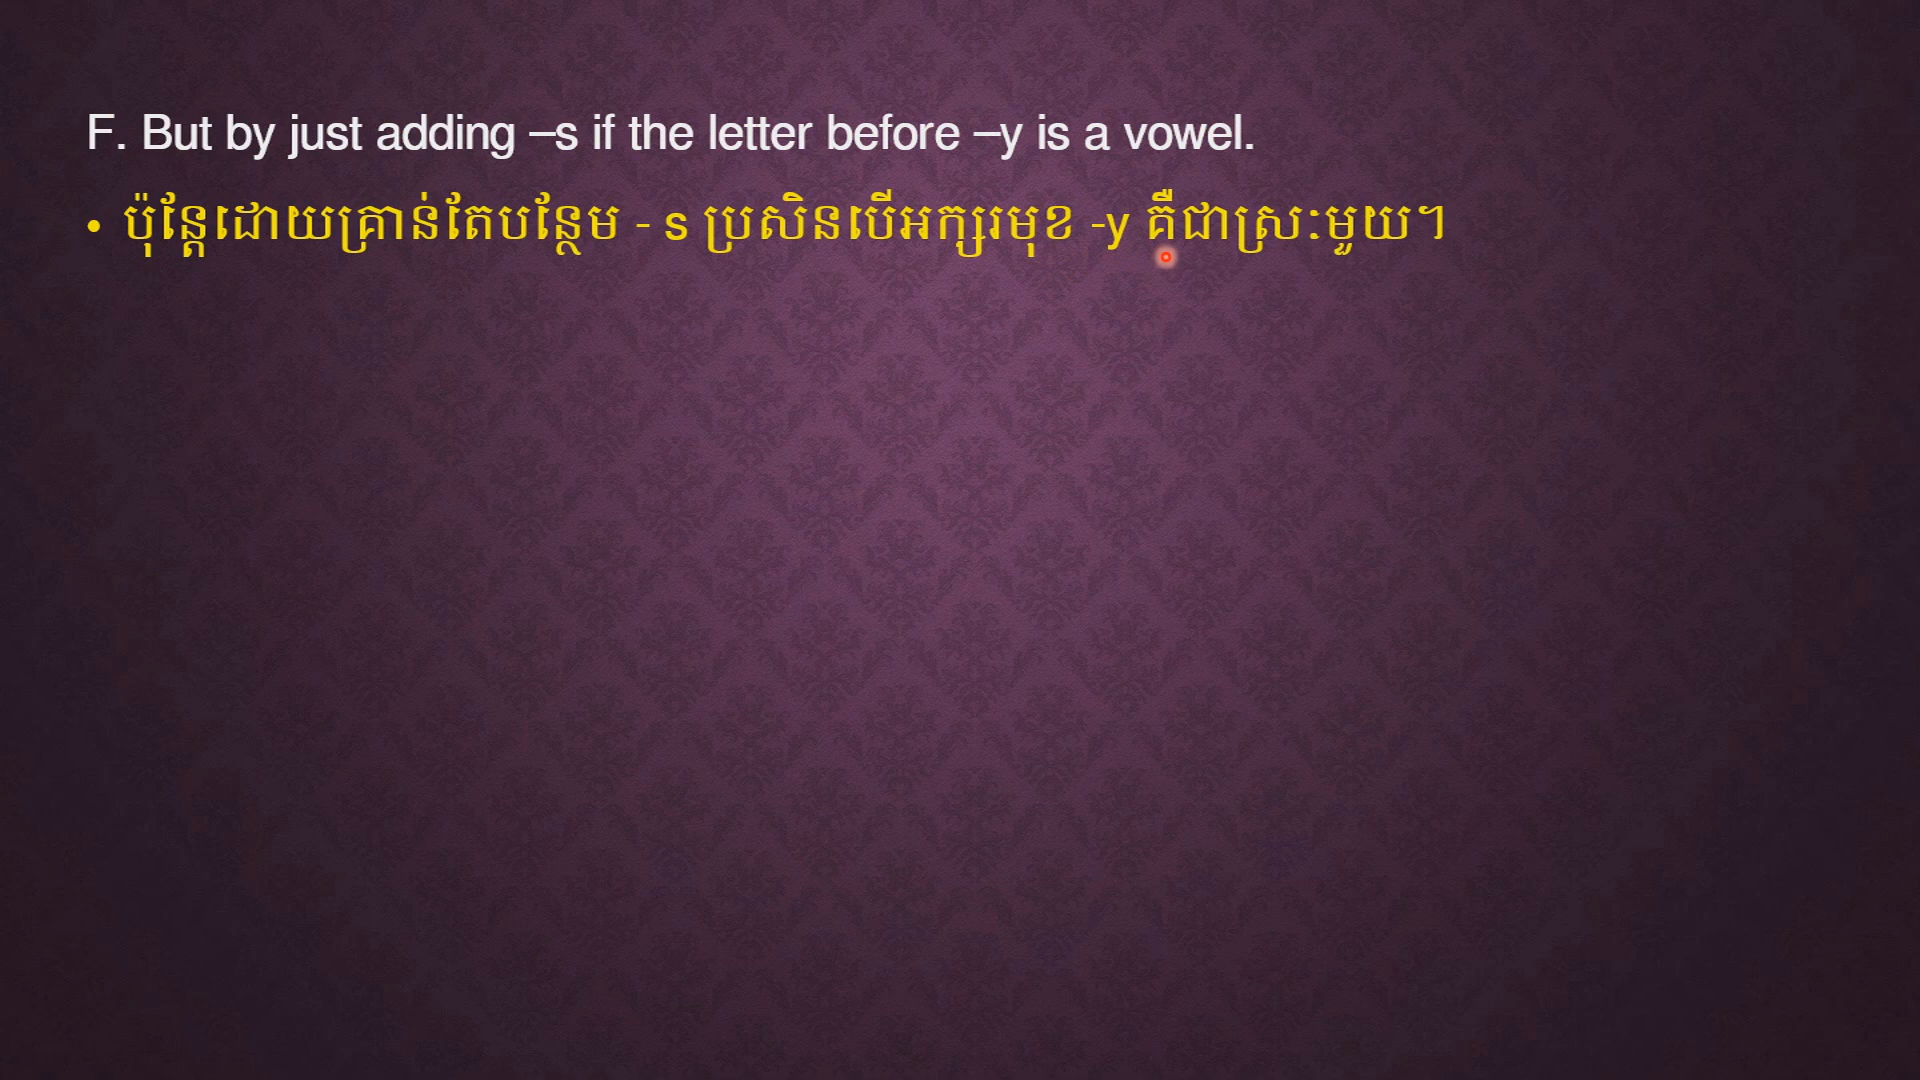 F. But by just adding –s if the letter before –y is a vowel.
• ប៉ុន្តែដោយគ្រាន់តែបន្ថែម - s ប្រសិនបើអក្សរមុខ -y គឺជាស្រៈមួយ។